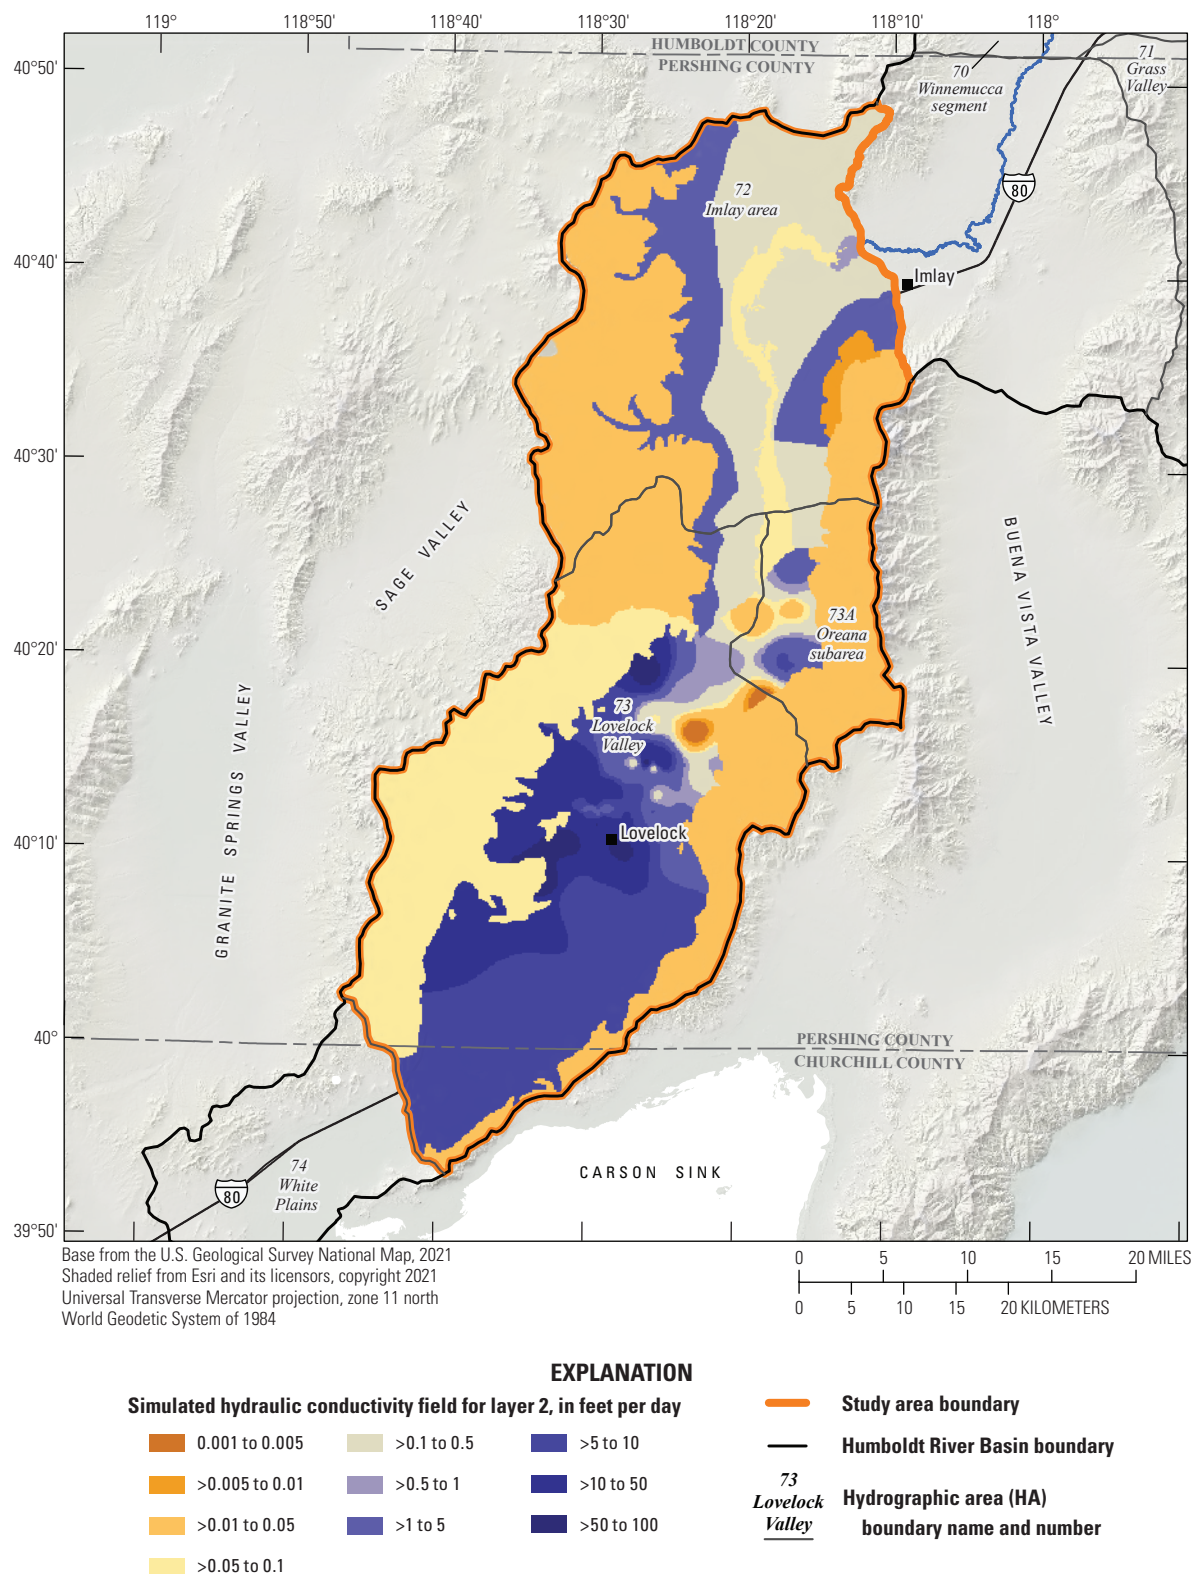 119°
118°50'
118°40'
118°30'
118°20'
118°10'
118°
40°50'
HUMBOLDT COUNTY
PERSHING COUNTY
70
Winnemucca
segment
71
Grass
Valley
80
72
Imlay area
40°40'
Imlay
40°30'
SAGE VALLEY
BUENA VISTA VALLEY
73A
Oreana
subarea
40°20'
GRANITE SPRINGS VALLEY
73
Lovelock
Valley
40°10'
Lovelock
40°
PERSHING COUNTY
CHURCHILL COUNTY
74
White
Plains
80
CARSON SINK
39°50'
Base from the U.S. Geological Survey National Map, 2021
Shaded relief from Esri and its licensors, copyright 2021
Universal Transverse Mercator projection, zone 11 north
World Geodetic System of 1984
0 5 10 15 20 MILES
0 5 10 15 20 KILOMETERS
EXPLANATION
Simulated hydraulic conductivity field for layer 2, in feet per day
0.001 to 0.005
>0.005 to 0.01
>0.01 to 0.05
>0.05 to 0.1
>0.1 to 0.5
>0.5 to 1
>1 to 5
>5 to 10
>10 to 50
>50 to 100
Study area boundary
Humboldt River Basin boundary
73
Lovelock
Valley
Hydrographic area (HA)
boundary name and number